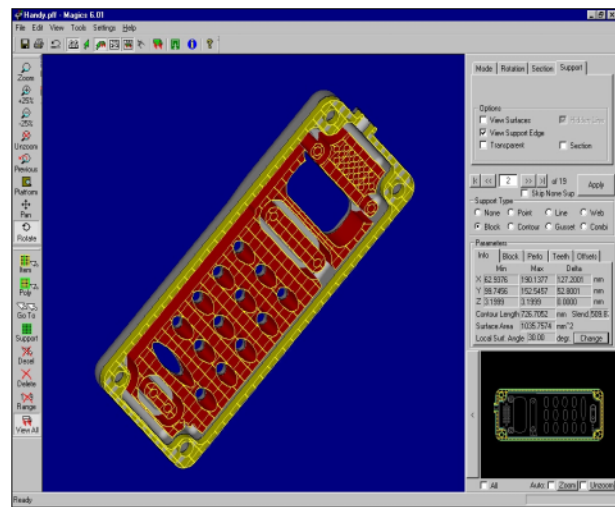 Handy.pff - Magics 6.01
File Edit View Tools Settings Help
Zoom
+25%
-25%
Unzoom
Previous
Platform
Pan
Rotate
Item
Poly
Go To
Support
Desel
Delete
Range
View All
Mode Rotation Section Support
Options
View Surfaces Hidden Lines
View Support Edge
Transparent Section
2 of 19 Apply
Skip None Sup
Support Type
None Point Line Web
Block Contour Gusset Combi
Parameters
Info Block Perfo Teeth Offsets
Min Max Delta
X 62.9376 190.1377 127.2001 mm
Y 99.7456 152.5457 52.8001 mm
Z 3.1999 3.1999 0.0000 mm
Contour Length 726.7052 mm Slend.
Surface Area 1035.7574 mm^2
Local Surf. Angle 30.00 degr. Change
All Auto: Zoom Unzoom
Ready